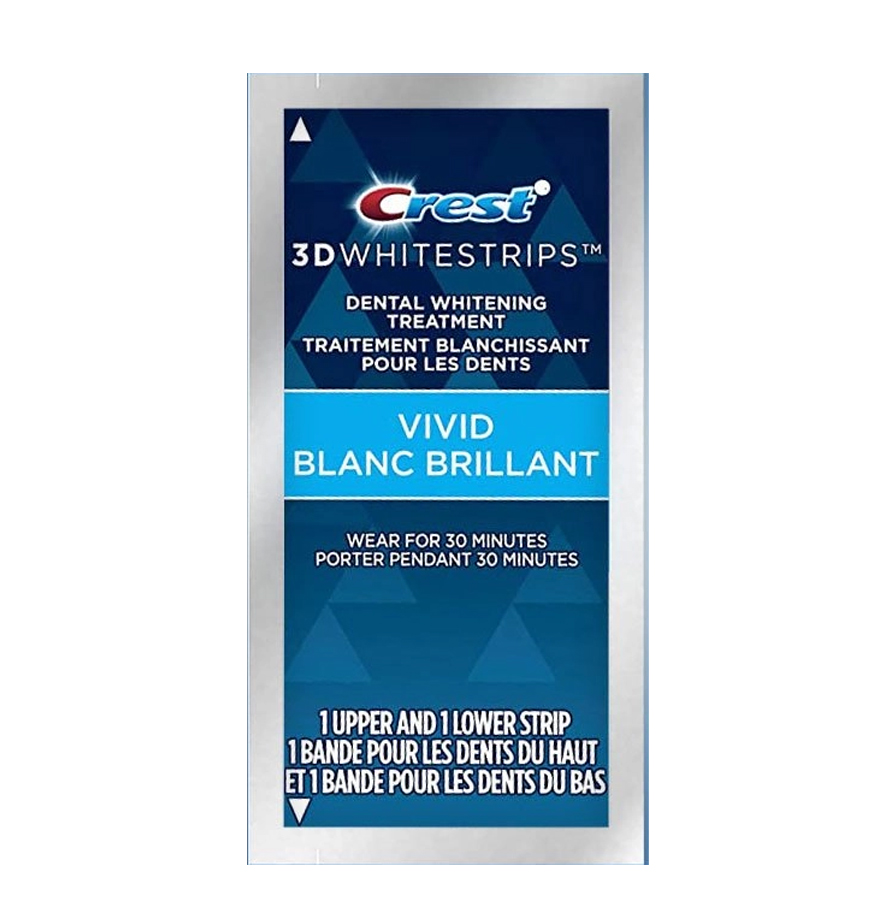 Crest
3DWHITESTRIPS™
DENTAL WHITENING
TREATMENT
TRAITEMENT BLANCHISSANT
POUR LES DENTS
VIVID
BLANC BRILLANT
WEAR FOR 30 MINUTES
PORTER PENDANT 30 MINUTES
1 UPPER AND 1 LOWER STRIP
1 BANDE POUR LES DENTS DU HAUT
ET 1 BANDE POUR LES DENTS DU BAS